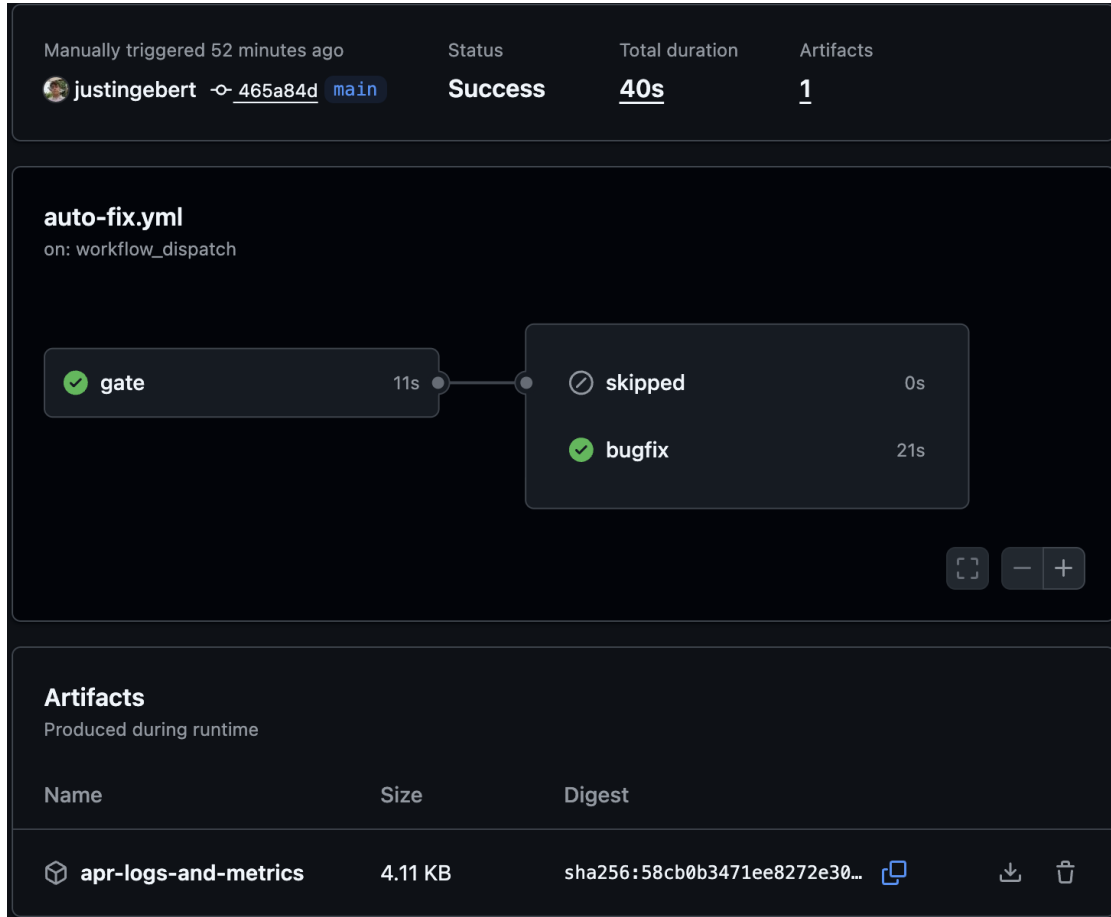 Manually triggered 52 minutes ago
Status
Total duration
Artifacts
justingebert 465a84d main
Success
40s
1
auto-fix.yml
on: workflow_dispatch
gate 11s
skipped 0s
bugfix 21s
Artifacts
Produced during runtime
Name Size Digest
apr-logs-and-metrics 4.11 KB sha256:58cb0b3471ee8272e30…